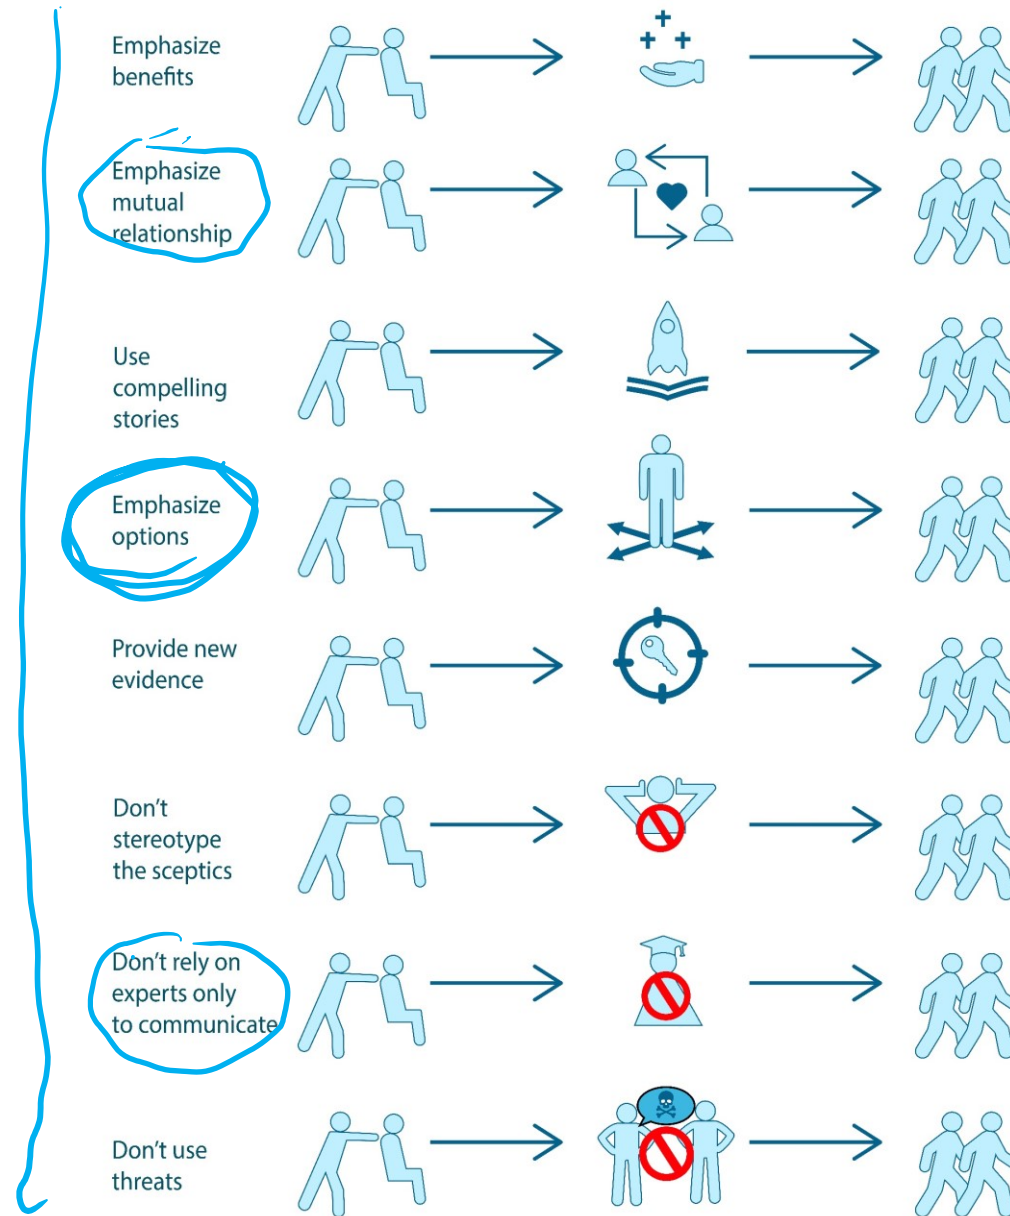 Emphasize
benefits
Emphasize
mutual
relationship
Use
compelling
stories
Emphasize
options
Provide new
evidence
Don't
stereotype
the sceptics
Don't rely on
experts only
to communicate
Don't use
threats